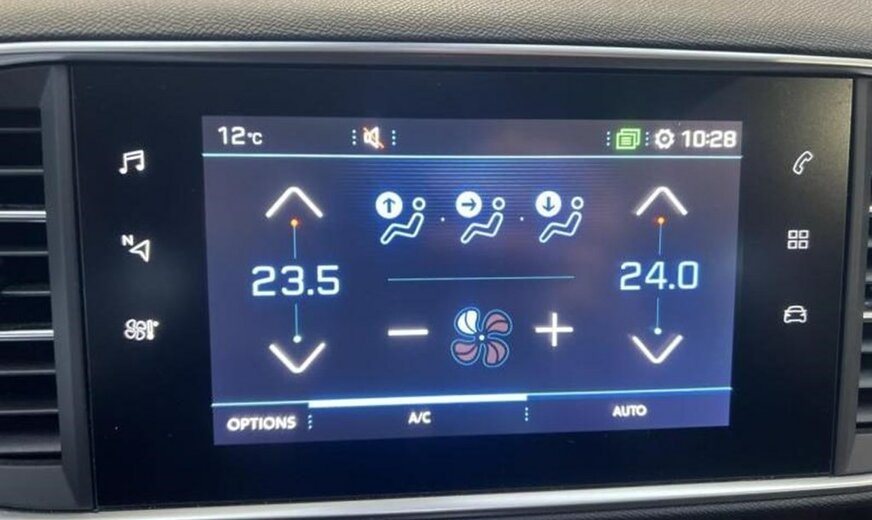 12°C 10:28
N
23.5 24.0
OPTIONS A/C AUTO